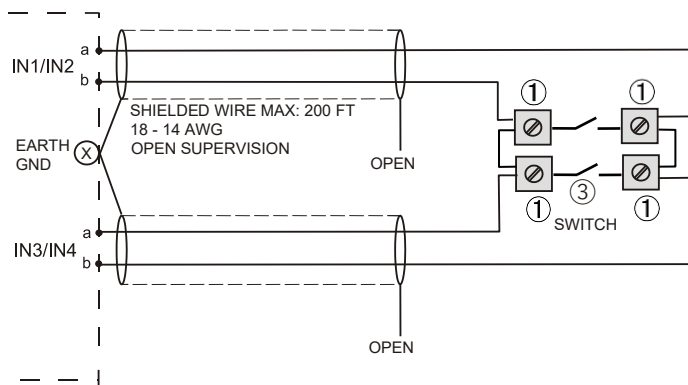 a
IN1/IN2
b
① ①
SHIELDED WIRE MAX: 200 FT
18 - 14 AWG
OPEN SUPERVISION
EARTH
GND
X
OPEN
③
① ①
SWITCH
a
IN3/IN4
b
OPEN